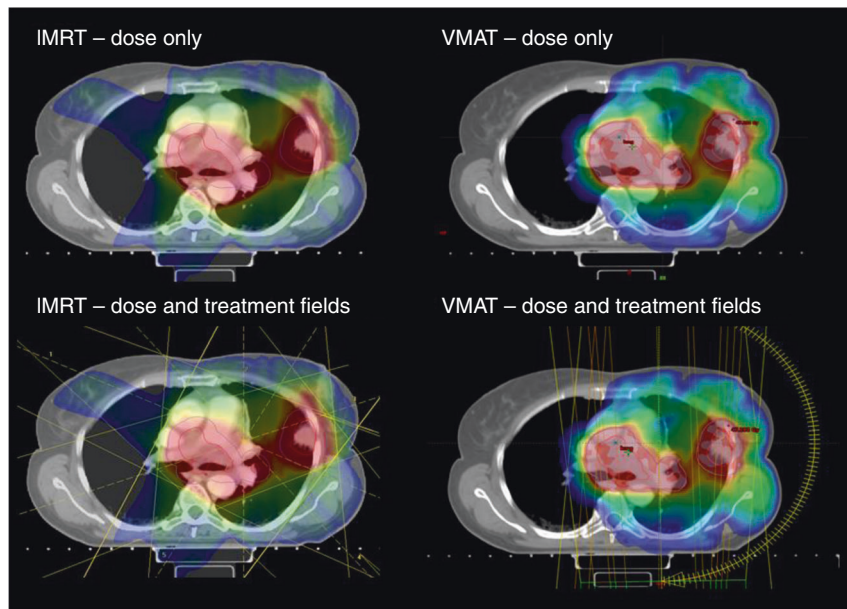 IMRT – dose only
VMAT – dose only
IMRT – dose and treatment fields
VMAT – dose and treatment fields